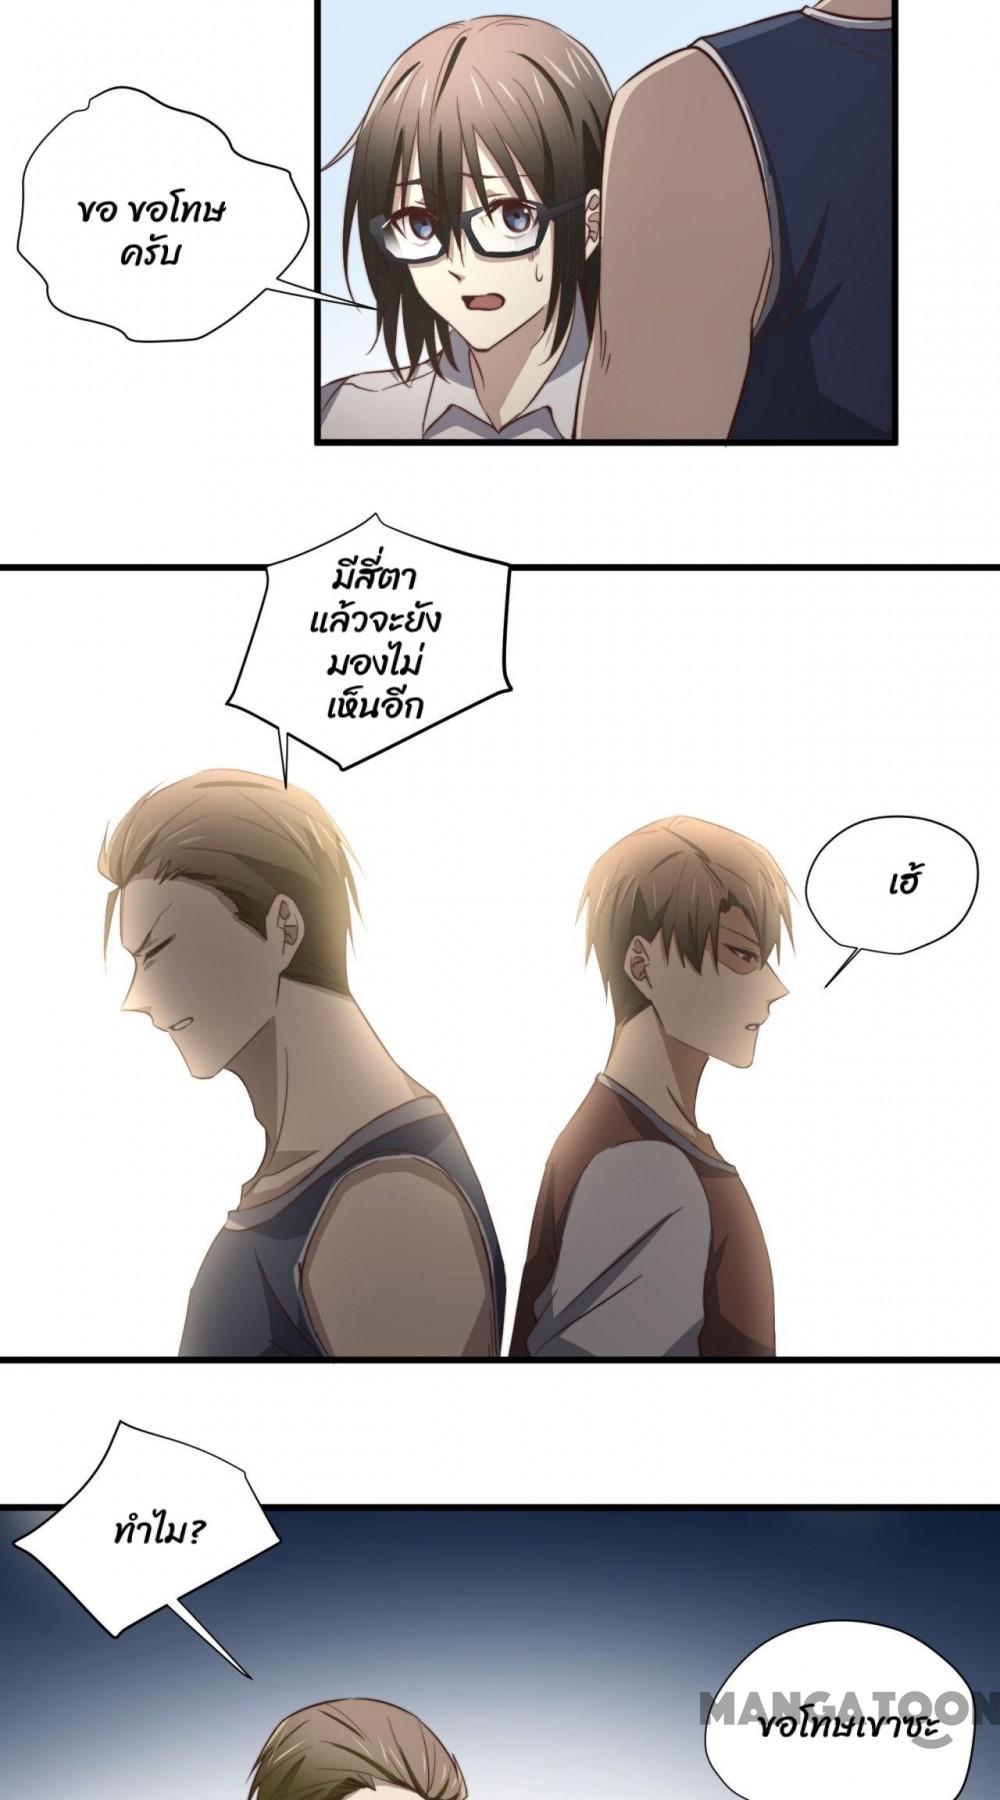 ขอ ขอโทษ
ครับ
มีสี่ตา
แล้วจะยัง
มองไม่
เห็นอีก
เฮ้
ทำไม?
MANGATOON
ขอโทษเขาซะ